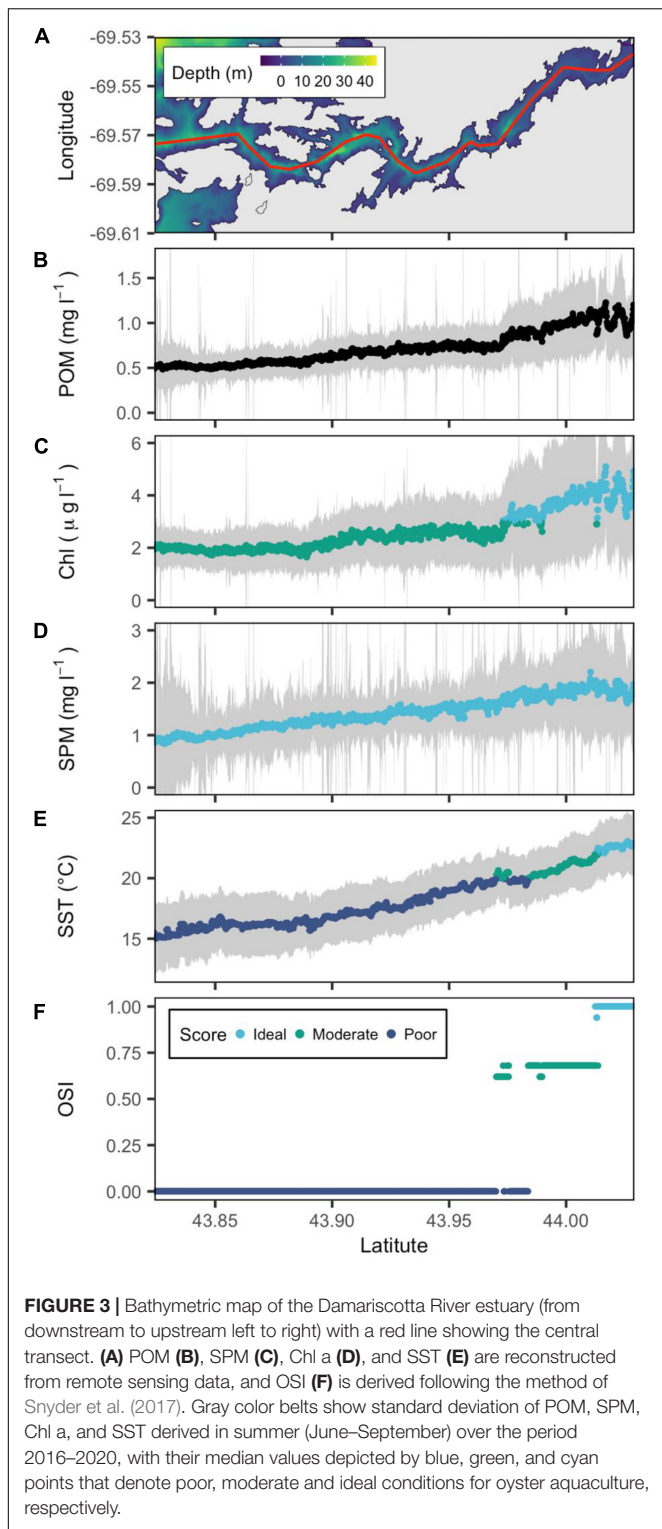 A
-69.53
-69.55
-69.57
-69.59
-69.61
Longitude
Depth (m)
0 10 20 30 40
B
1.5
1.0
0.5
0.0
POM (mg l⁻¹)
C
6
4
2
0
Chl (μ g l⁻¹)
D
3
2
1
0
SPM (mg l⁻¹)
E
25
20
15
SST (°C)
F
1.00
0.75
0.50
0.25
0.00
OSI
Score Ideal Moderate Poor
43.85 43.90 43.95 44.00
Latitute
FIGURE 3 | Bathymetric map of the Damariscotta River estuary (from
downstream to upstream left to right) with a red line showing the central
transect. (A) POM (B), SPM (C), Chl a (D), and SST (E) are reconstructed
from remote sensing data, and OSI (F) is derived following the method of
Snyder et al. (2017). Gray color belts show standard deviation of POM, SPM,
Chl a, and SST derived in summer (June–September) over the period
2016–2020, with their median values depicted by blue, green, and cyan
points that denote poor, moderate and ideal conditions for oyster aquaculture,
respectively.